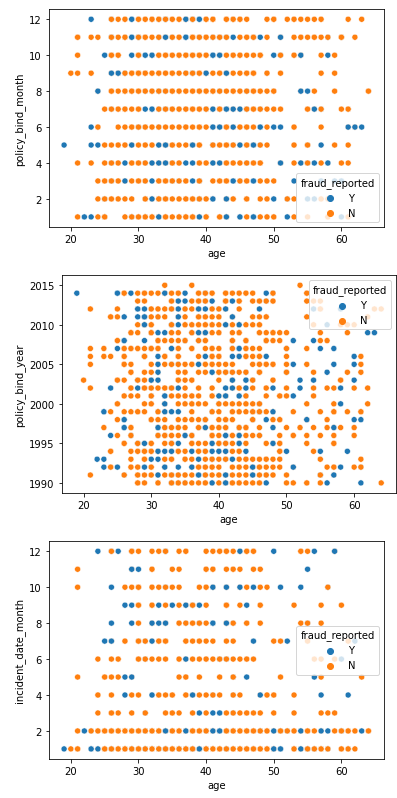 12
10
8
6
4
2
policy_bind_month
fraud_reported
Y
N
20 30 40 50 60
age
2015
2010
2005
2000
1995
1990
policy_bind_year
fraud_reported
Y
N
20 30 40 50 60
age
12
10
8
6
4
2
incident_date_month
fraud_reported
Y
N
20 30 40 50 60
age